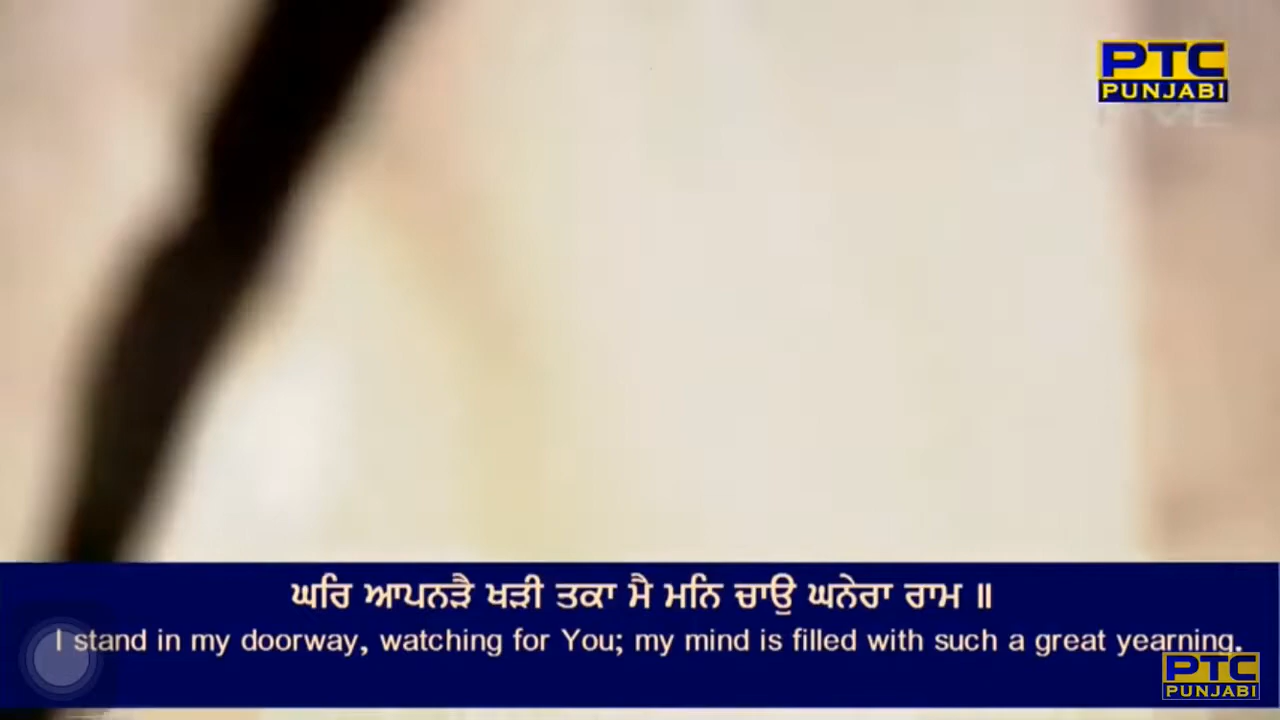 PTC
PUNJABI
LIVE
ਘਰਿ ਆਪਨੜੈ ਖੜੀ ਤਕਾ ਮੈ ਮਨਿ ਚਾਉ ਘਨੇਰਾ ਰਾਮ ॥
I stand in my doorway, watching for You; my mind is filled with such a great yearning.
PTC
PUNJABI